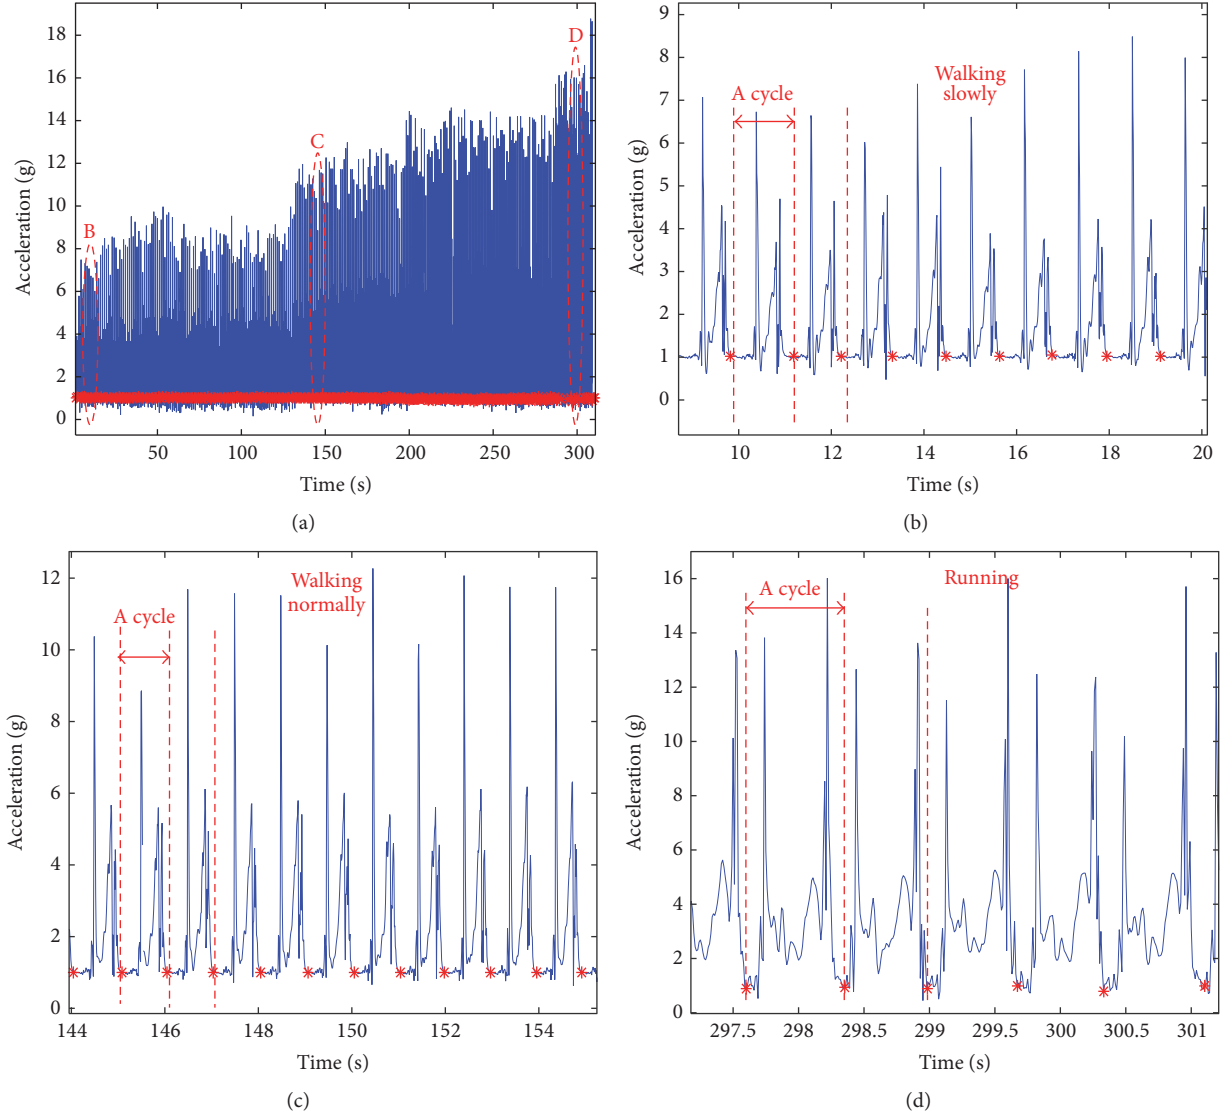 18
16
14
12
10
8
6
4
2
0
Acceleration (g)
B
C
D
50
100
150
200
250
300
Time (s)
(a)
9
8
7
6
5
4
3
2
1
0
Acceleration (g)
A cycle
Walking
slowly
10
12
14
16
18
20
Time (s)
(b)
12
10
8
6
4
2
0
Acceleration (g)
A cycle
Walking
normally
144
146
148
150
152
154
Time (s)
(c)
16
14
12
10
8
6
4
2
0
Acceleration (g)
A cycle
Running
297.5
298
298.5
299
299.5
300
300.5
301
Time (s)
(d)